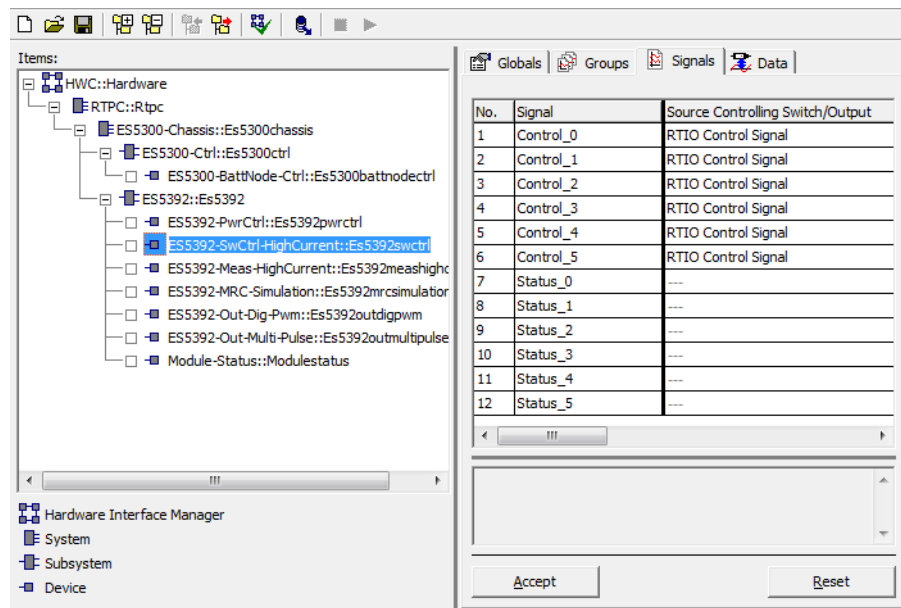 Items:
HWC::Hardware
RTPC::Rtpc
ES5300-Chassis::Es5300chassis
ES5300-Ctrl::Es5300ctrl
ES5300-BattNode-Ctrl::Es5300battnodectrl
ES5392::Es5392
ES5392-PwrCtrl::Es5392pwrctrl
ES5392-SwCtrl-HighCurrent::Es5392swctrl
ES5392-Meas-HighCurrent::Es5392meashighc
ES5392-MRC-Simulation::Es5392mrcsimulation
ES5392-Out-Dig-Pwm::Es5392outdigpwm
ES5392-Out-Multi-Pulse::Es5392outmultipulse
Module-Status::Modulestatus
Hardware Interface Manager
System
Subsystem
Device
Globals Groups Signals Data
No. Signal Source Controlling Switch/Output
1 Control_0 RTIO Control Signal
2 Control_1 RTIO Control Signal
3 Control_2 RTIO Control Signal
4 Control_3 RTIO Control Signal
5 Control_4 RTIO Control Signal
6 Control_5 RTIO Control Signal
7 Status_0 ---
8 Status_1 ---
9 Status_2 ---
10 Status_3 ---
11 Status_4 ---
12 Status_5 ---
Accept Reset